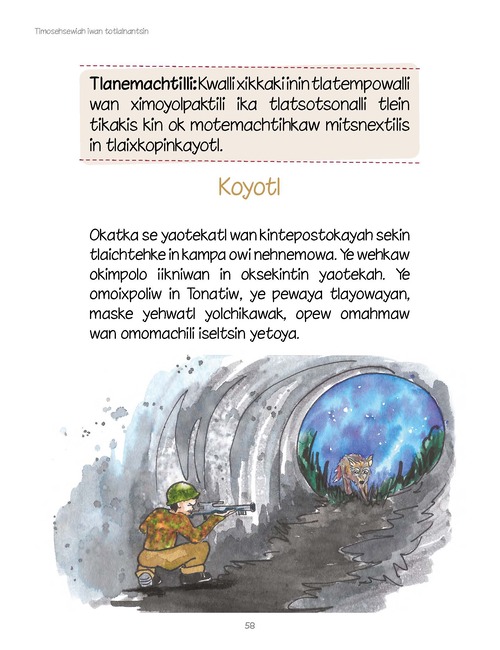 Timosehsewiah iwan totlalnantsin
Tlanemachtilli: Kwalli xikkaki inin tlatempowalli
wan ximoyolpaktili ika tlatsotsonalli tlein
tikakis kin ok motemachtihkaw mitsnextilis
in tlaixkopinkayotl.
Koyotl
Okatka se yaotekatl wan kintepostokayah sekin
tlaichtehke in kampa owi nehnemowa. Ye wehkaw
okimpolo iikniwan in oksekintin yaotekah. Ye
omoixpoliw in Tonatiw, ye pewaya tlayowayan,
maske yehwatl yolchikawak, opew omahmaw
wan omomachili iseltsin yetoya.
58